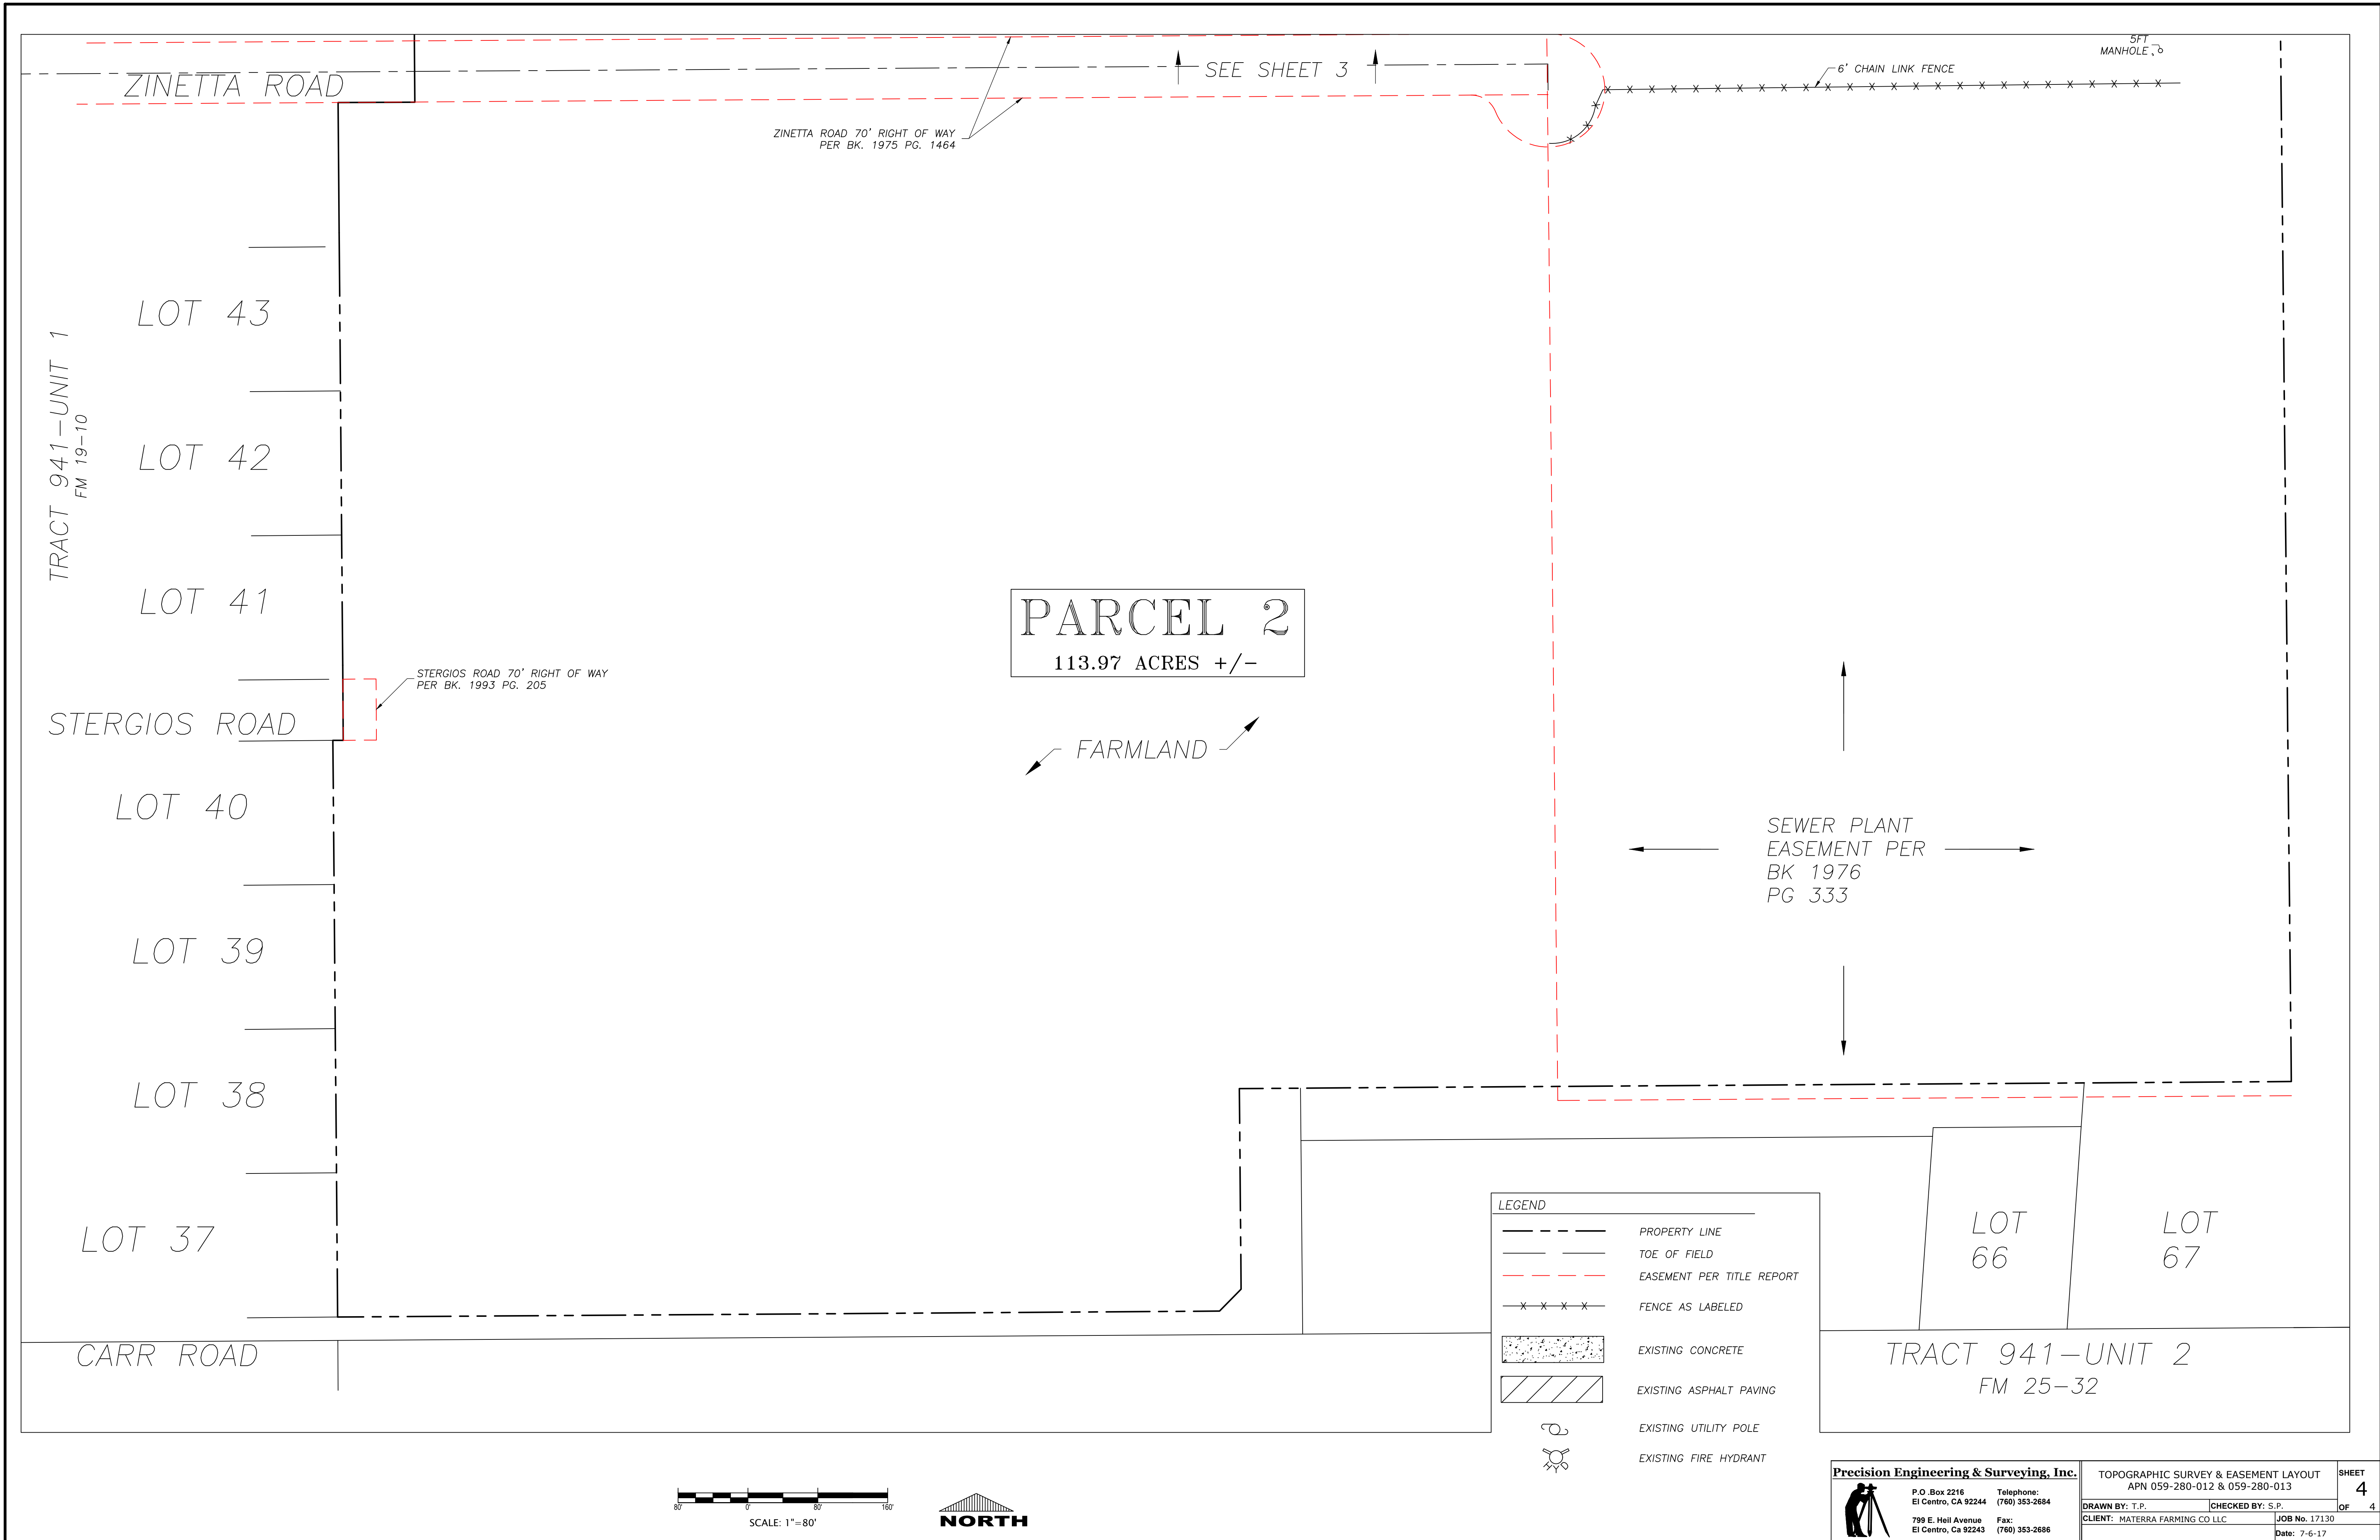 ZINETTA ROAD
SEE SHEET 3
5FT
MANHOLE
6' CHAIN LINK FENCE
ZINETTA ROAD 70' RIGHT OF WAY
PER BK. 1975 PG. 1464
TRACT 941-UNIT 1
FM 19-10
LOT 43
LOT 42
LOT 41
STERGIOS ROAD 70' RIGHT OF WAY
PER BK. 1993 PG. 205
STERGIOS ROAD
LOT 40
LOT 39
LOT 38
LOT 37
CARR ROAD
PARCEL 2
113.97 ACRES +/-
FARMLAND
SEWER PLANT
EASEMENT PER
BK 1976
PG 333
LOT
66
LOT
67
TRACT 941-UNIT 2
FM 25-32
LEGEND
PROPERTY LINE
TOE OF FIELD
EASEMENT PER TITLE REPORT
FENCE AS LABELED
EXISTING CONCRETE
EXISTING ASPHALT PAVING
EXISTING UTILITY POLE
EXISTING FIRE HYDRANT
80' 0' 80' 160'
SCALE: 1"=80'
NORTH
Precision Engineering & Surveying, Inc.
P.O .Box 2216
El Centro, CA 92244
Telephone:
(760) 353-2684
799 E. Heil Avenue
El Centro, Ca 92243
Fax:
(760) 353-2686
TOPOGRAPHIC SURVEY & EASEMENT LAYOUT
APN 059-280-012 & 059-280-013
SHEET
4
OF 4
DRAWN BY: T.P.
CHECKED BY: S.P.
CLIENT: MATERRA FARMING CO LLC
JOB No. 17130
Date: 7-6-17